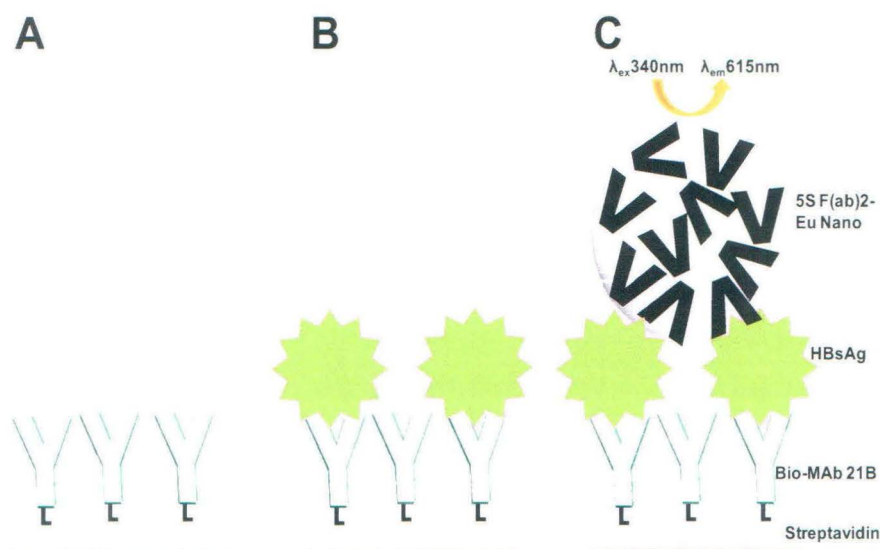 A
B
C
λex340nm λem615nm
5S F(ab)2-
Eu Nano
HBsAg
Bio-MAb 21B
Streptavidin